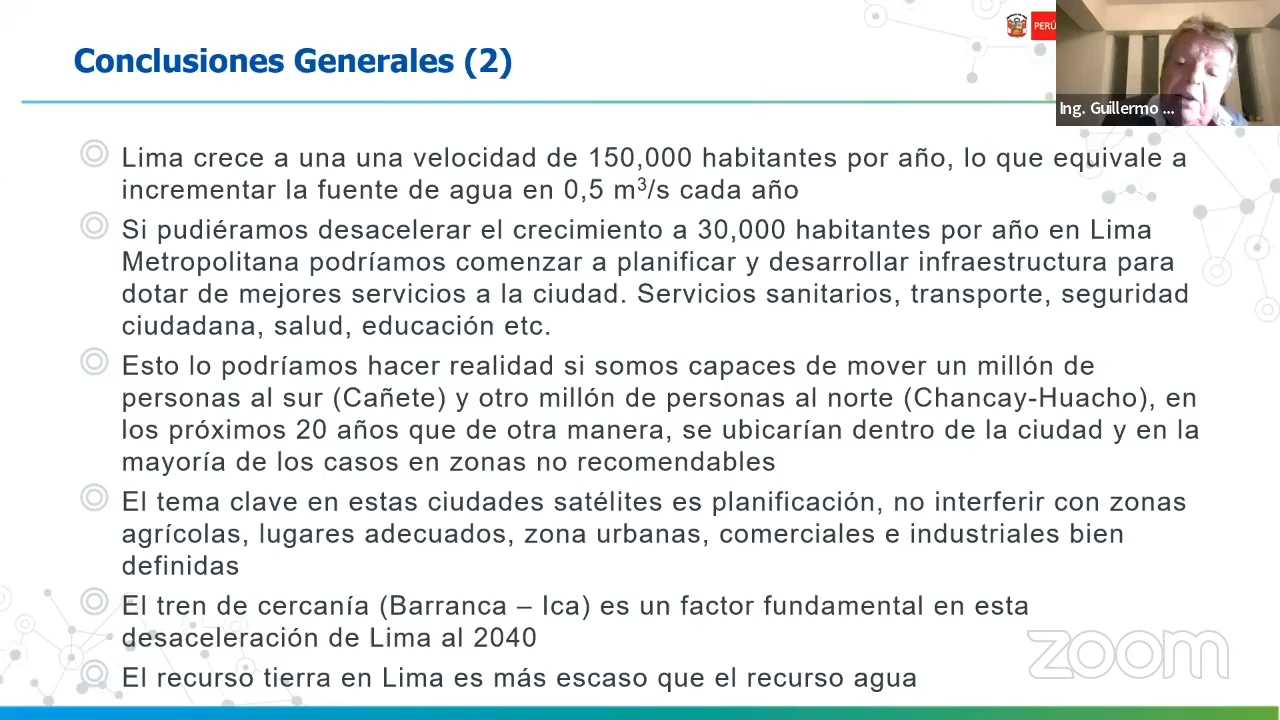 Conclusiones Generales (2)
PERÚ
Ing. Guillermo ...
Lima crece a una una velocidad de 150,000 habitantes por año, lo que equivale a
incrementar la fuente de agua en 0,5 m³/s cada año
Si pudiéramos desacelerar el crecimiento a 30,000 habitantes por año en Lima
Metropolitana podríamos comenzar a planificar y desarrollar infraestructura para
dotar de mejores servicios a la ciudad. Servicios sanitarios, transporte, seguridad
ciudadana, salud, educación etc.
Esto lo podríamos hacer realidad si somos capaces de mover un millón de
personas al sur (Cañete) y otro millón de personas al norte (Chancay-Huacho), en
los próximos 20 años que de otra manera, se ubicarían dentro de la ciudad y en la
mayoría de los casos en zonas no recomendables
El tema clave en estas ciudades satélites es planificación, no interferir con zonas
agrícolas, lugares adecuados, zona urbanas, comerciales e industriales bien
definidas
El tren de cercanía (Barranca – Ica) es un factor fundamental en esta
desaceleración de Lima al 2040
El recurso tierra en Lima es más escaso que el recurso agua
zoom